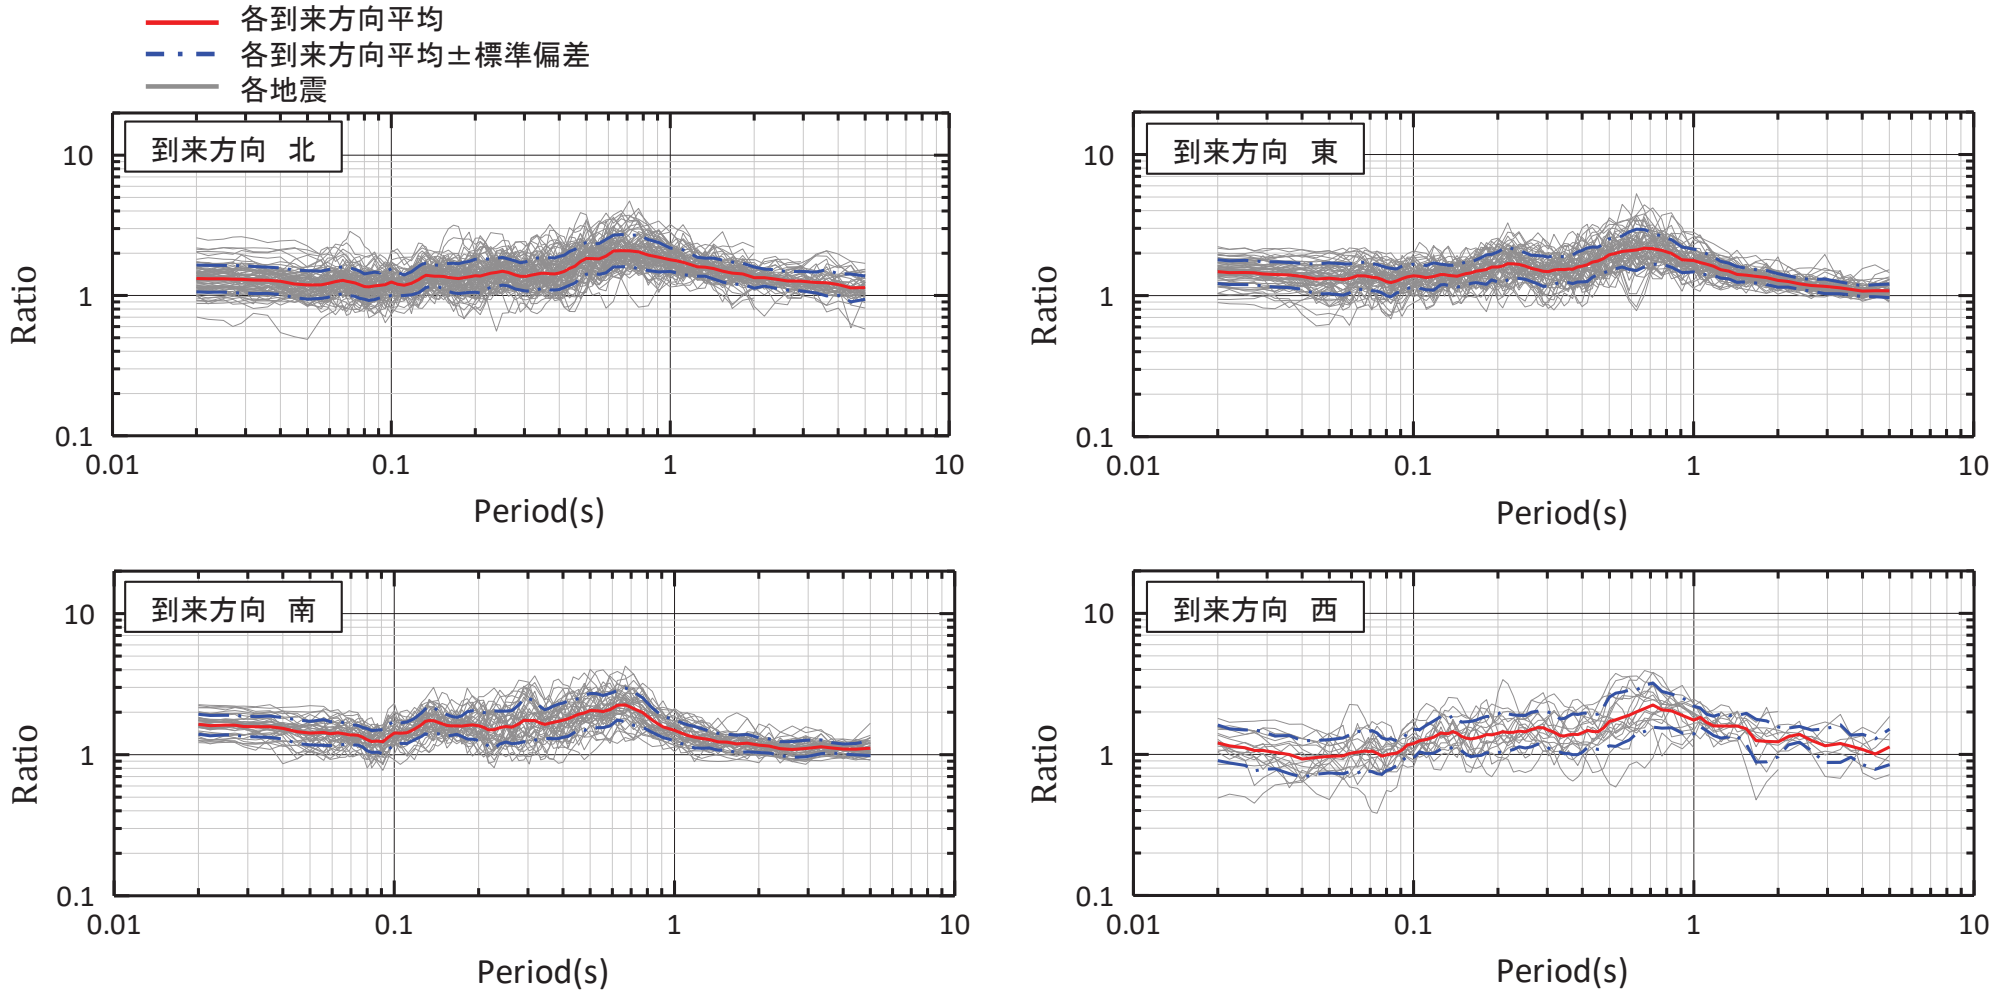 各到来方向平均
各到来方向平均±標準偏差
各地震
到来方向 北
10
1
0.1
0.01 0.1 1 10
Ratio
Period(s)
到来方向 東
10
1
0.1
0.01 0.1 1 10
Ratio
Period(s)
到来方向 南
10
1
0.1
0.01 0.1 1 10
Ratio
Period(s)
到来方向 西
10
1
0.1
0.01 0.1 1 10
Ratio
Period(s)